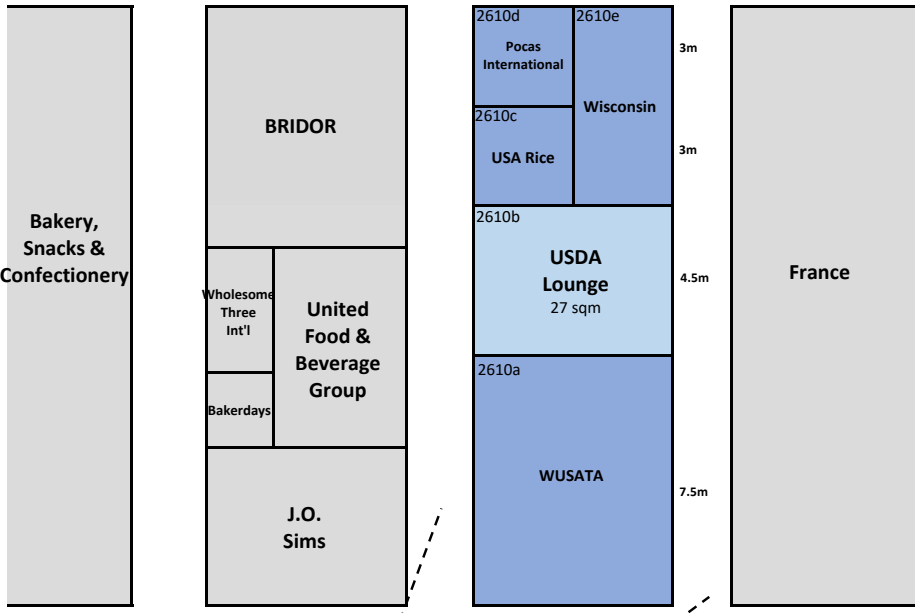 Bakery,
Snacks &
Confectionery
BRIDOR
Wholesome
Three
Int'l
United
Food &
Beverage
Group
Bakerdays
J.O.
Sims
2610d
Pocas
International
2610e
Wisconsin
2610c
USA Rice
2610b
USDA
Lounge
27 sqm
2610a
WUSATA
3m
3m
4.5m
7.5m
France